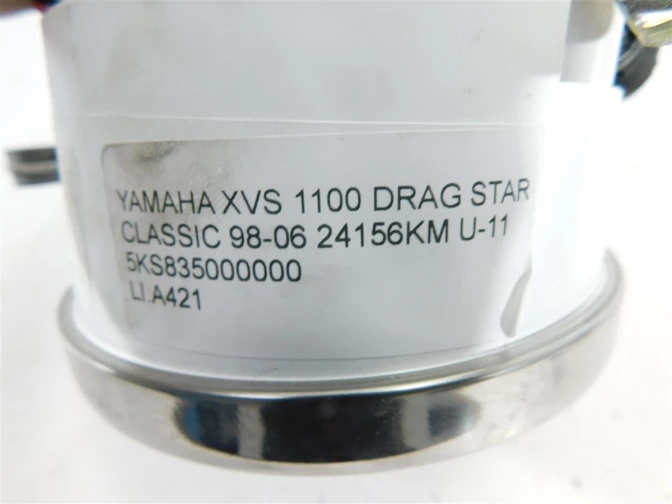 YAMAHA XVS 1100 DRAG STAR
CLASSIC 98-06 24156KM U-11
5KS835000000
LI.A421